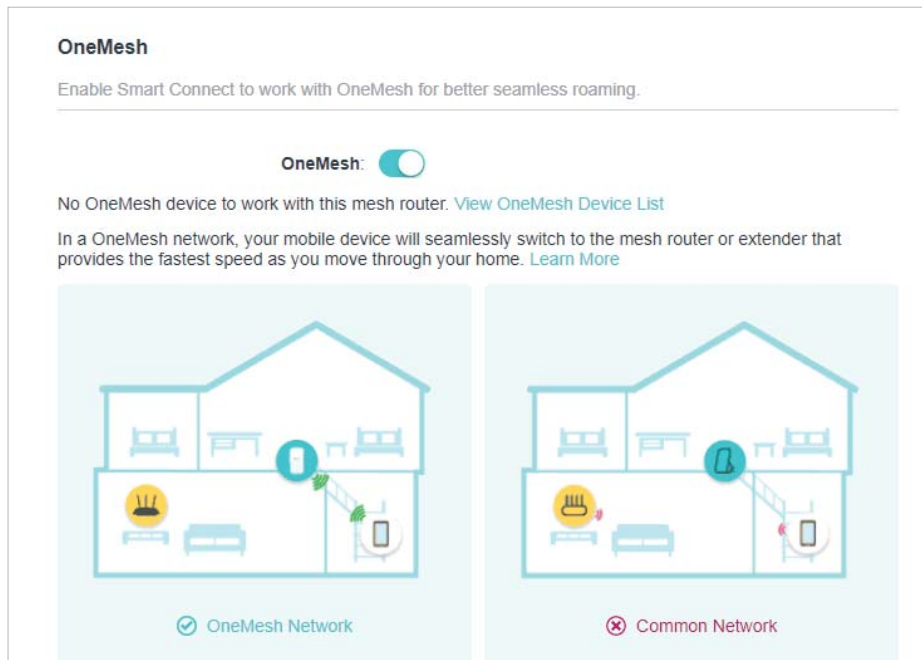 OneMesh
Enable Smart Connect to work with OneMesh for better seamless roaming.
OneMesh:
No OneMesh device to work with this mesh router. View OneMesh Device List
In a OneMesh network, your mobile device will seamlessly switch to the mesh router or extender that
provides the fastest speed as you move through your home. Learn More
OneMesh Network
Common Network